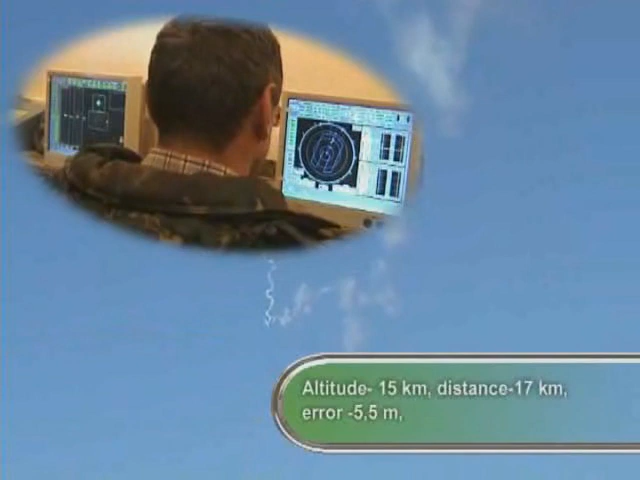 Altitude- 15 km, distance-17 km,
error -5,5 m,